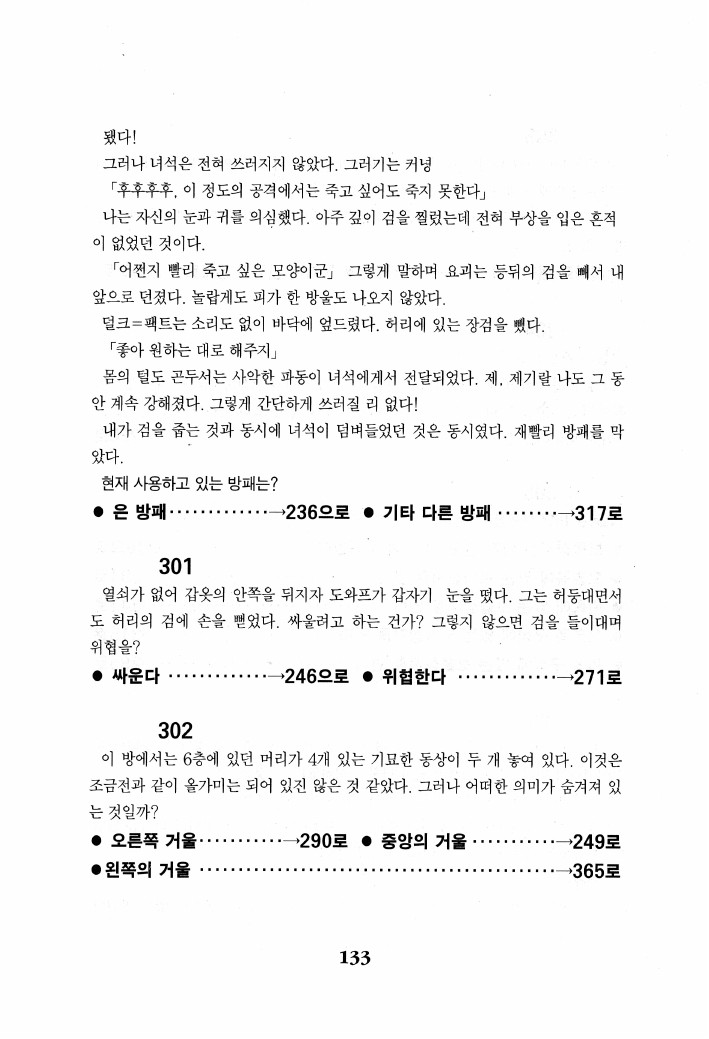 됐다!
그러나 녀석은 전혀 쓰러지지 않았다. 그러기는 커녕
「후후후후, 이 정도의 공격에서는 죽고 싶어도 죽지 못한다」
나는 자신의 눈과 귀를 의심했다. 아주 깊이 검을 찔렀는데 전혀 부상을 입은 흔적
이 없었던 것이다.
「어쩐지 빨리 죽고 싶은 모양이군」 그렇게 말하며 요괴는 등뒤의 검을 빼서 내
앞으로 던졌다. 놀랍게도 피가 한 방울도 나오지 않았다.
덜크=팩트는 소리도 없이 바닥에 엎드렸다. 허리에 있는 장검을 뺐다.
「좋아 원하는 대로 해주지」
몸의 털도 곤두서는 사악한 파동이 녀석에게서 전달되었다. 제, 제기랄 나도 그 동
안 계속 강해졌다. 그렇게 간단하게 쓰러질 리 없다!
내가 검을 줍는 것과 동시에 녀석이 덤벼들었던 것은 동시였다. 재빨리 방패를 막
았다.
현재 사용하고 있는 방패는?
● 은 방패·············→236으로 ● 기타 다른 방패 ········→317로
301
열쇠가 없어 갑옷의 안쪽을 뒤지자 도와프가 갑자기 눈을 떴다. 그는 허둥대면서
도 허리의 검에 손을 뻗었다. 싸울려고 하는 건가? 그렇지 않으면 검을 들이대며
위협을?
● 싸운다 ·············→246으로 ● 위협한다 ·············→271로
302
이 방에서는 6층에 있던 머리가 4개 있는 기묘한 동상이 두 개 놓여 있다. 이것은
조금전과 같이 올가미는 되어 있진 않은 것 같았다. 그러나 어떠한 의미가 숨겨져 있
는 것일까?
● 오른쪽 거울···········→290로 ● 중앙의 거울 ···········→249로
●왼쪽의 거울 ··············································→365로
133